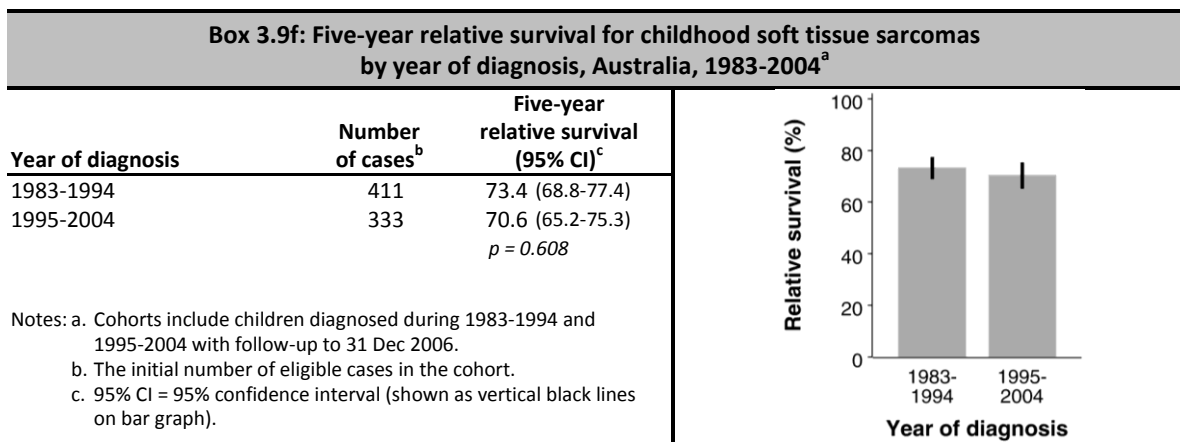 Box 3.9f: Five-year relative survival for childhood soft tissue sarcomas
by year of diagnosis, Australia, 1983-2004a
Five-year
Number relative survival
Year of diagnosis of casesb (95% CI)c
1983-1994 411 73.4 (68.8-77.4)
1995-2004 333 70.6 (65.2-75.3)
p = 0.608
Notes: a. Cohorts include children diagnosed during 1983-1994 and
1995-2004 with follow-up to 31 Dec 2006.
b. The initial number of eligible cases in the cohort.
c. 95% CI = 95% confidence interval (shown as vertical black lines
on bar graph).
Relative survival (%)
100
80
60
40
20
0
1983- 1995-
1994 2004
Year of diagnosis